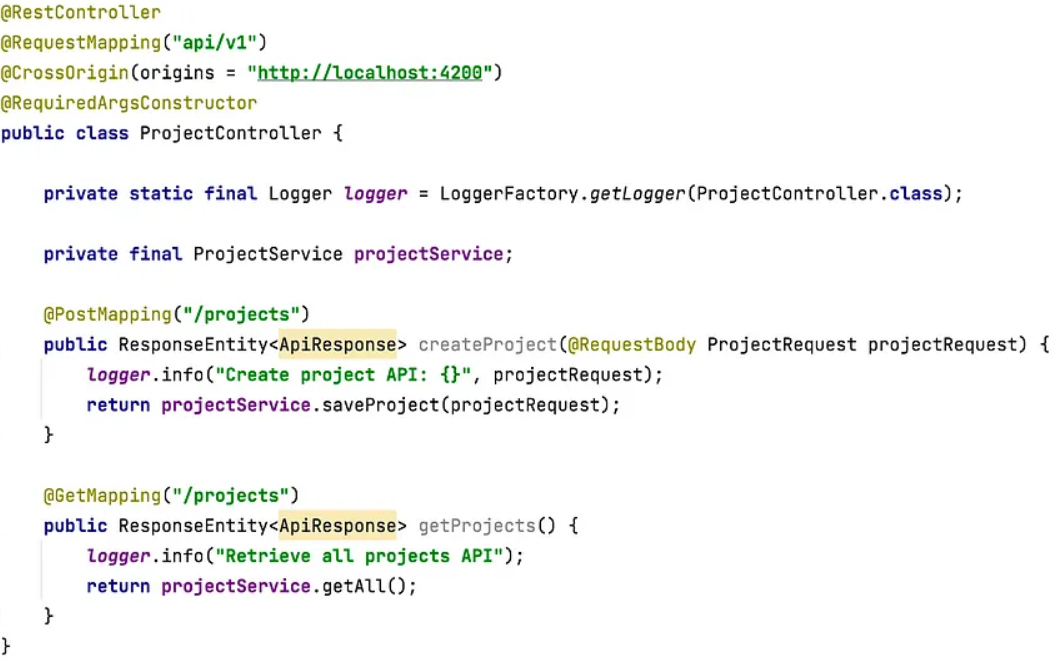 @RestController
@RequestMapping("api/v1")
@CrossOrigin(origins = "http://localhost:4200")
@RequiredArgsConstructor
public class ProjectController {
private static final Logger logger = LoggerFactory.getLogger(ProjectController.class);
private final ProjectService projectService;
@PostMapping("/projects")
public ResponseEntity<ApiResponse> createProject(@RequestBody ProjectRequest projectRequest) {
logger.info("Create project API: {}", projectRequest);
return projectService.saveProject(projectRequest);
}
@GetMapping("/projects")
public ResponseEntity<ApiResponse> getProjects() {
logger.info("Retrieve all projects API");
return projectService.getAll();
}
}